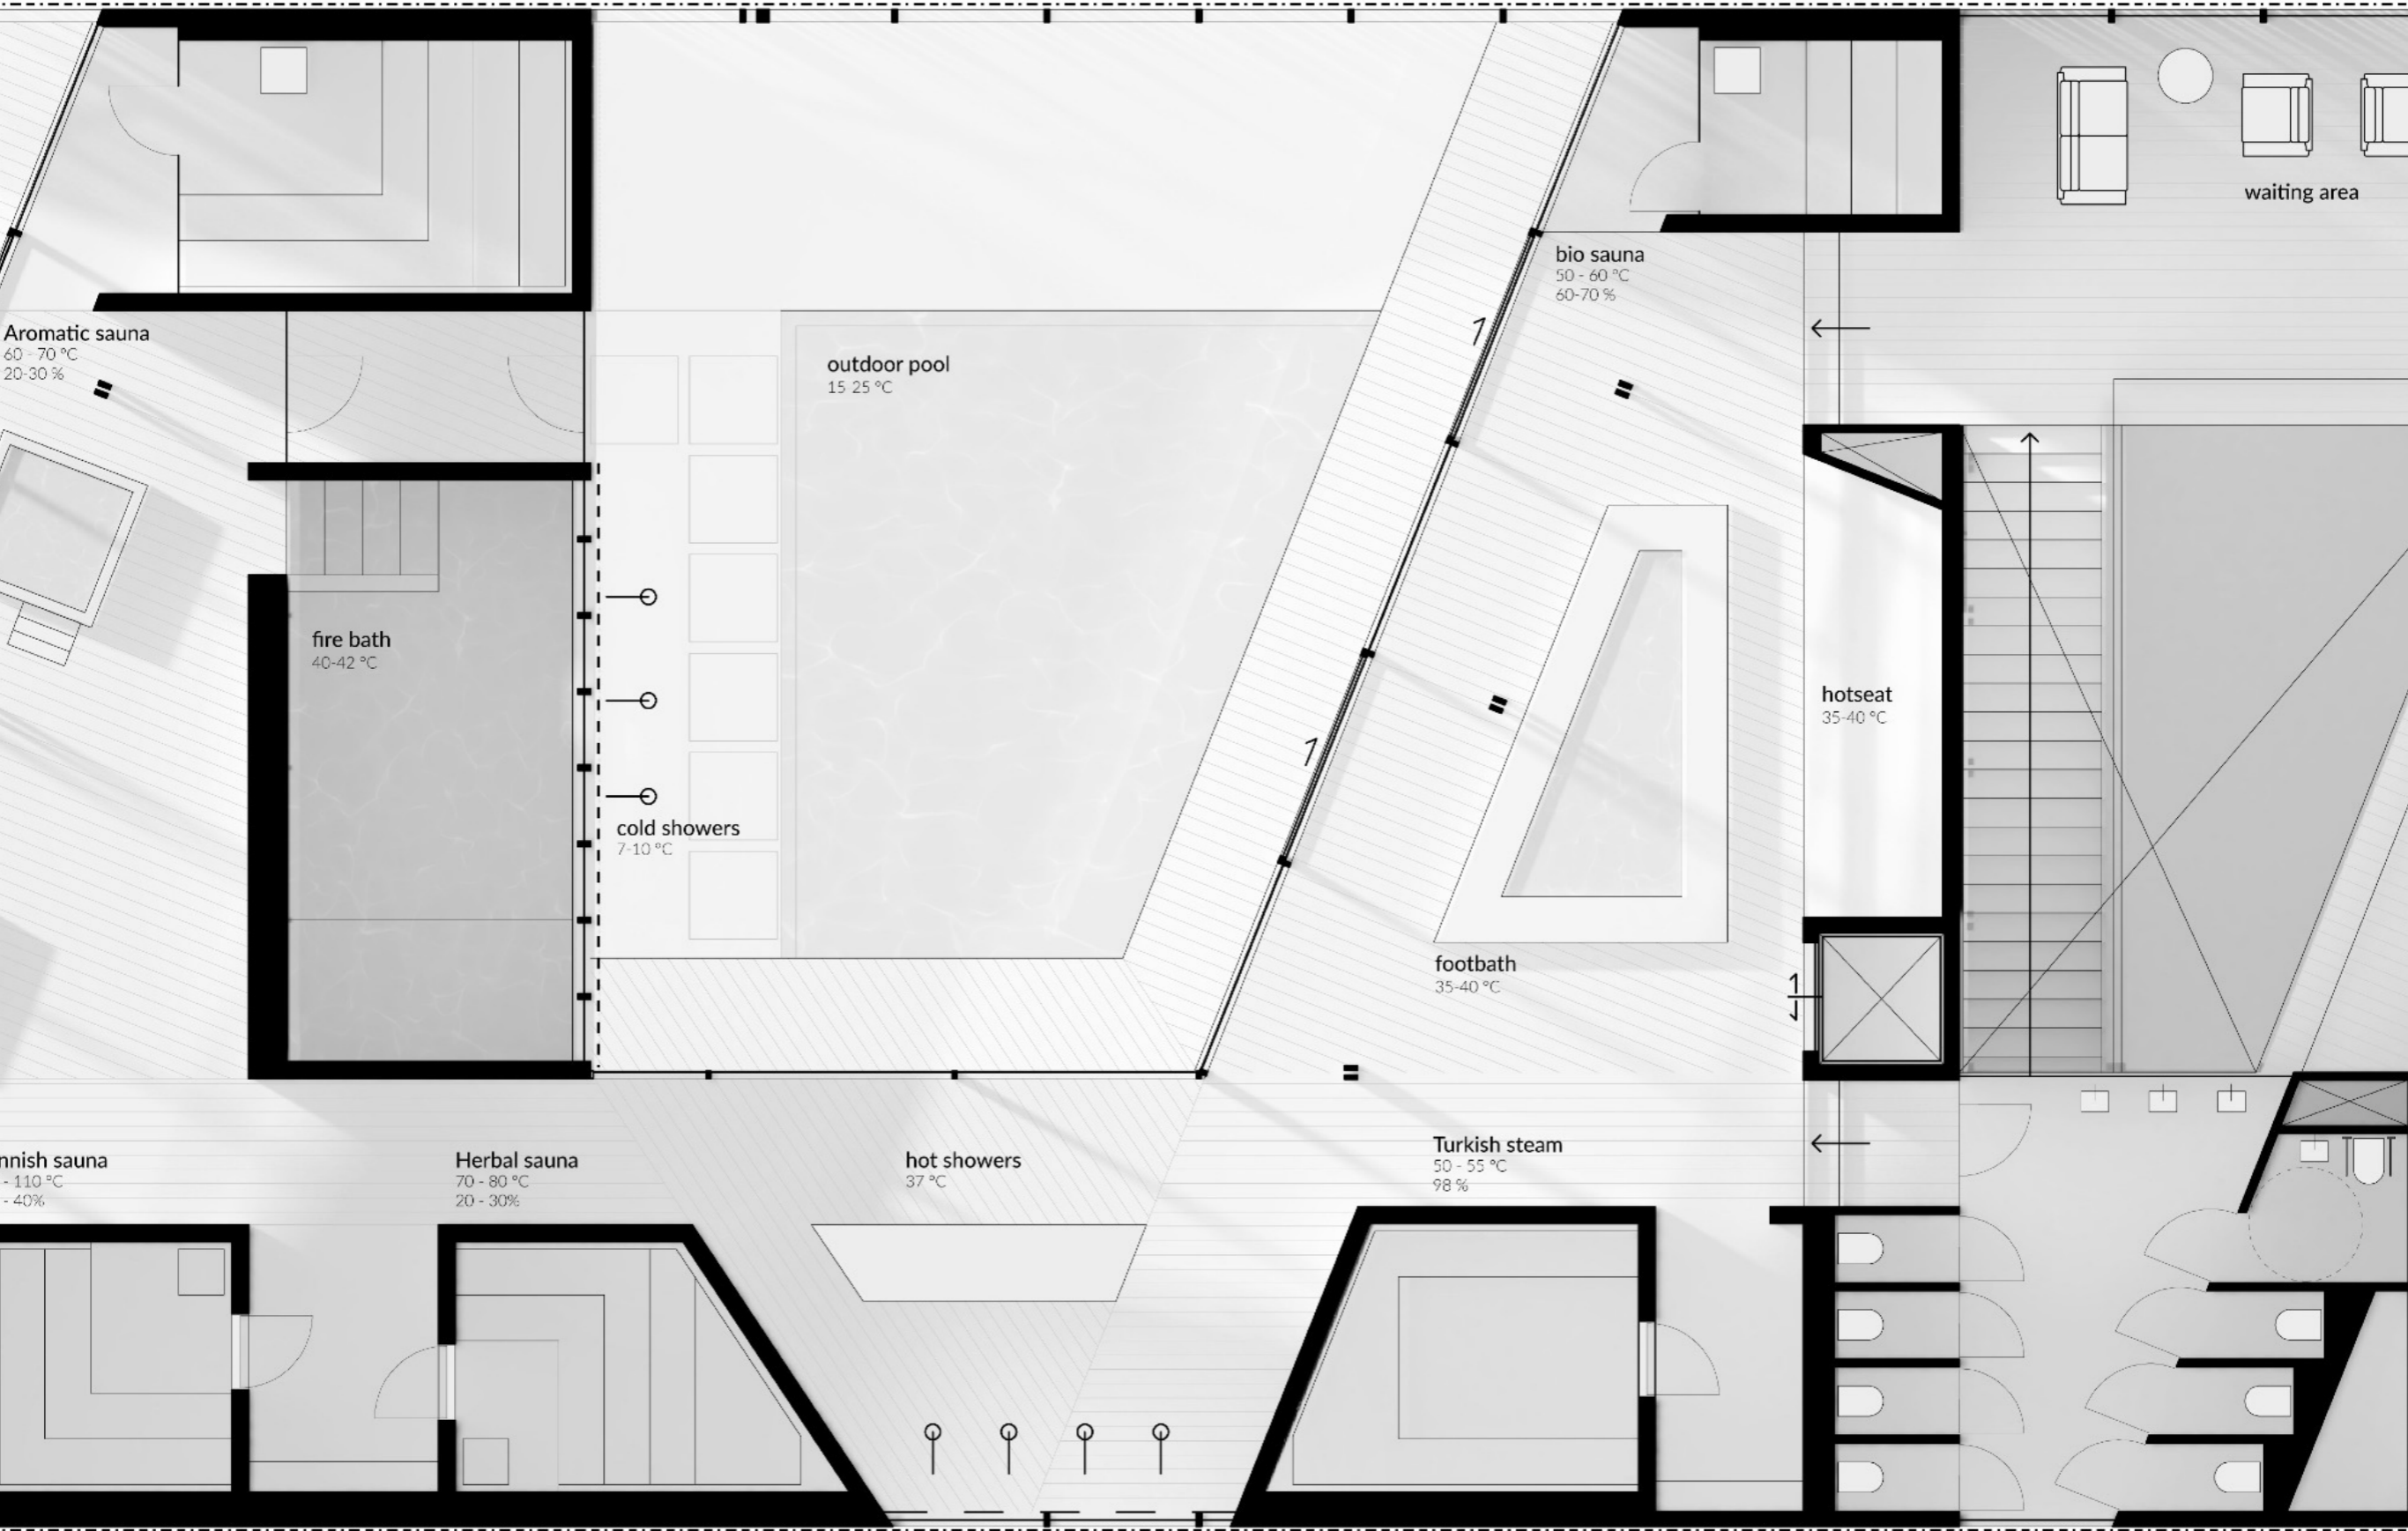 waiting area
bio sauna
50 - 60 °C
60-70 %
Aromatic sauna
60 - 70 °C
20-30 %
outdoor pool
15-25 °C
fire bath
40-42 °C
hotseat
35-40 °C
cold showers
7-10 °C
footbath
35-40 °C
nnish sauna
- 110 °C
- 40%
Herbal sauna
70 - 80 °C
20 - 30%
hot showers
37 °C
Turkish steam
50 - 55 °C
98 %